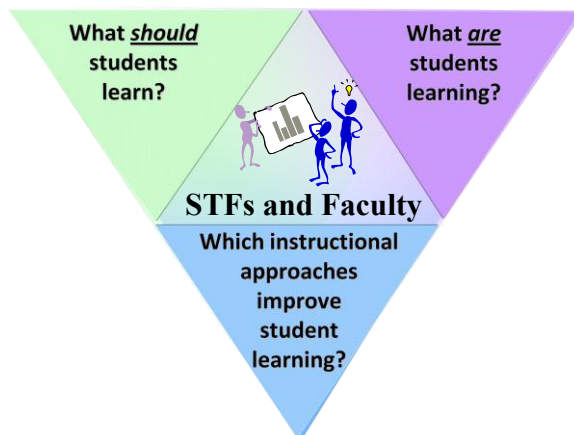 What should
students
learn?
What are
students
learning?
STFs and Faculty
Which instructional
approaches
improve
student
learning?